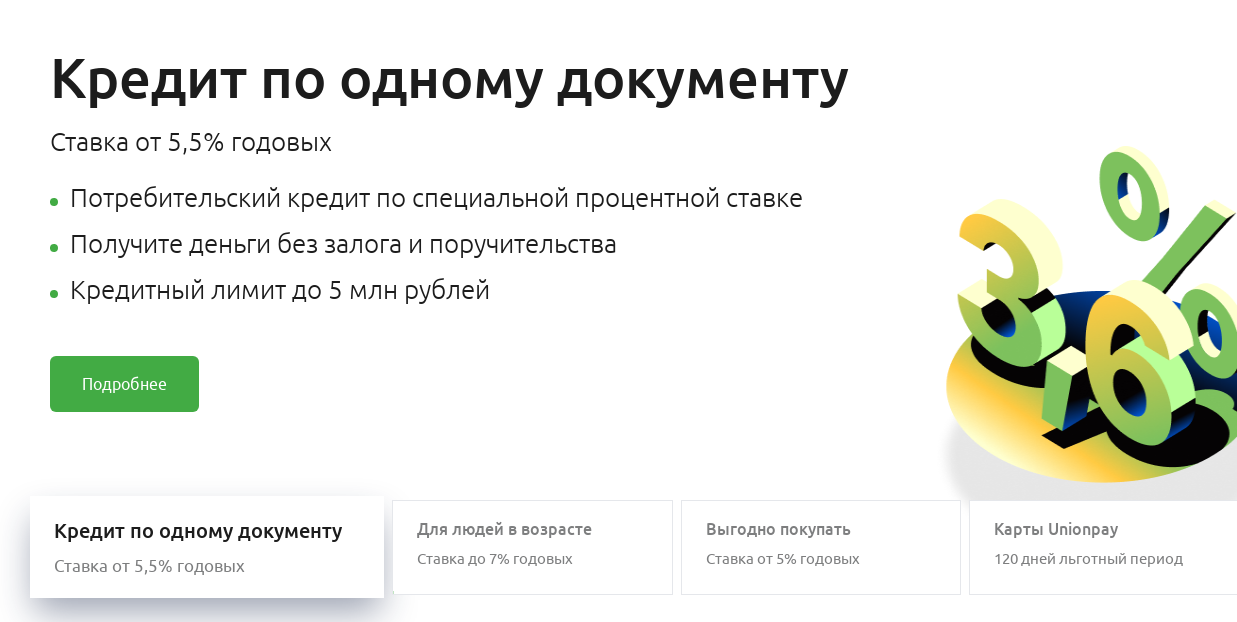 Кредит по одному документу
Ставка от 5,5% годовых
Потребительский кредит по специальной процентной ставке
Получите деньги без залога и поручительства
Кредитный лимит до 5 млн рублей
Подробнее
3,6%
Кредит по одному документу
Ставка от 5,5% годовых
Для людей в возрасте
Ставка до 7% годовых
Выгодно покупать
Ставка от 5% годовых
Карты Unionpay
120 дней льготный период